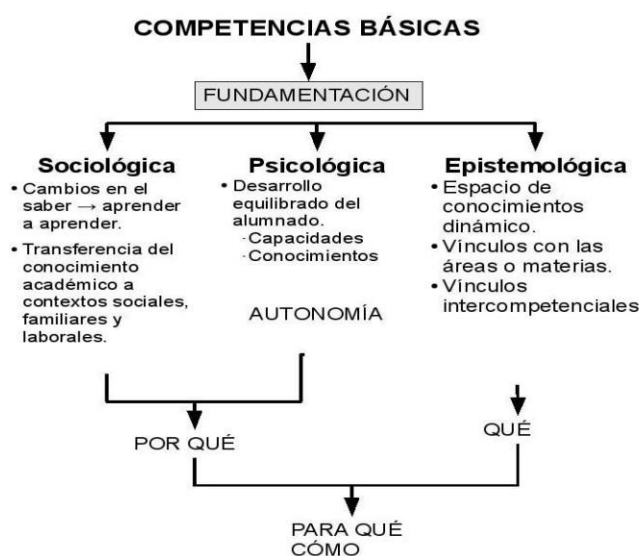 COMPETENCIAS BÁSICAS
FUNDAMENTACIÓN
Sociológica
• Cambios en el
saber → aprender
a aprender.
• Transferencia del
conocimiento
académico a
contextos sociales,
familiares y
laborales.
Psicológica
• Desarrollo
equilibrado del
alumnado.
·Capacidades
·Conocimientos
AUTONOMÍA
Epistemológica
• Espacio de
conocimientos
dinámico.
• Vínculos con las
áreas o materias.
• Vínculos
intercompetenciales
POR QUÉ
QUÉ
PARA QUÉ
CÓMO